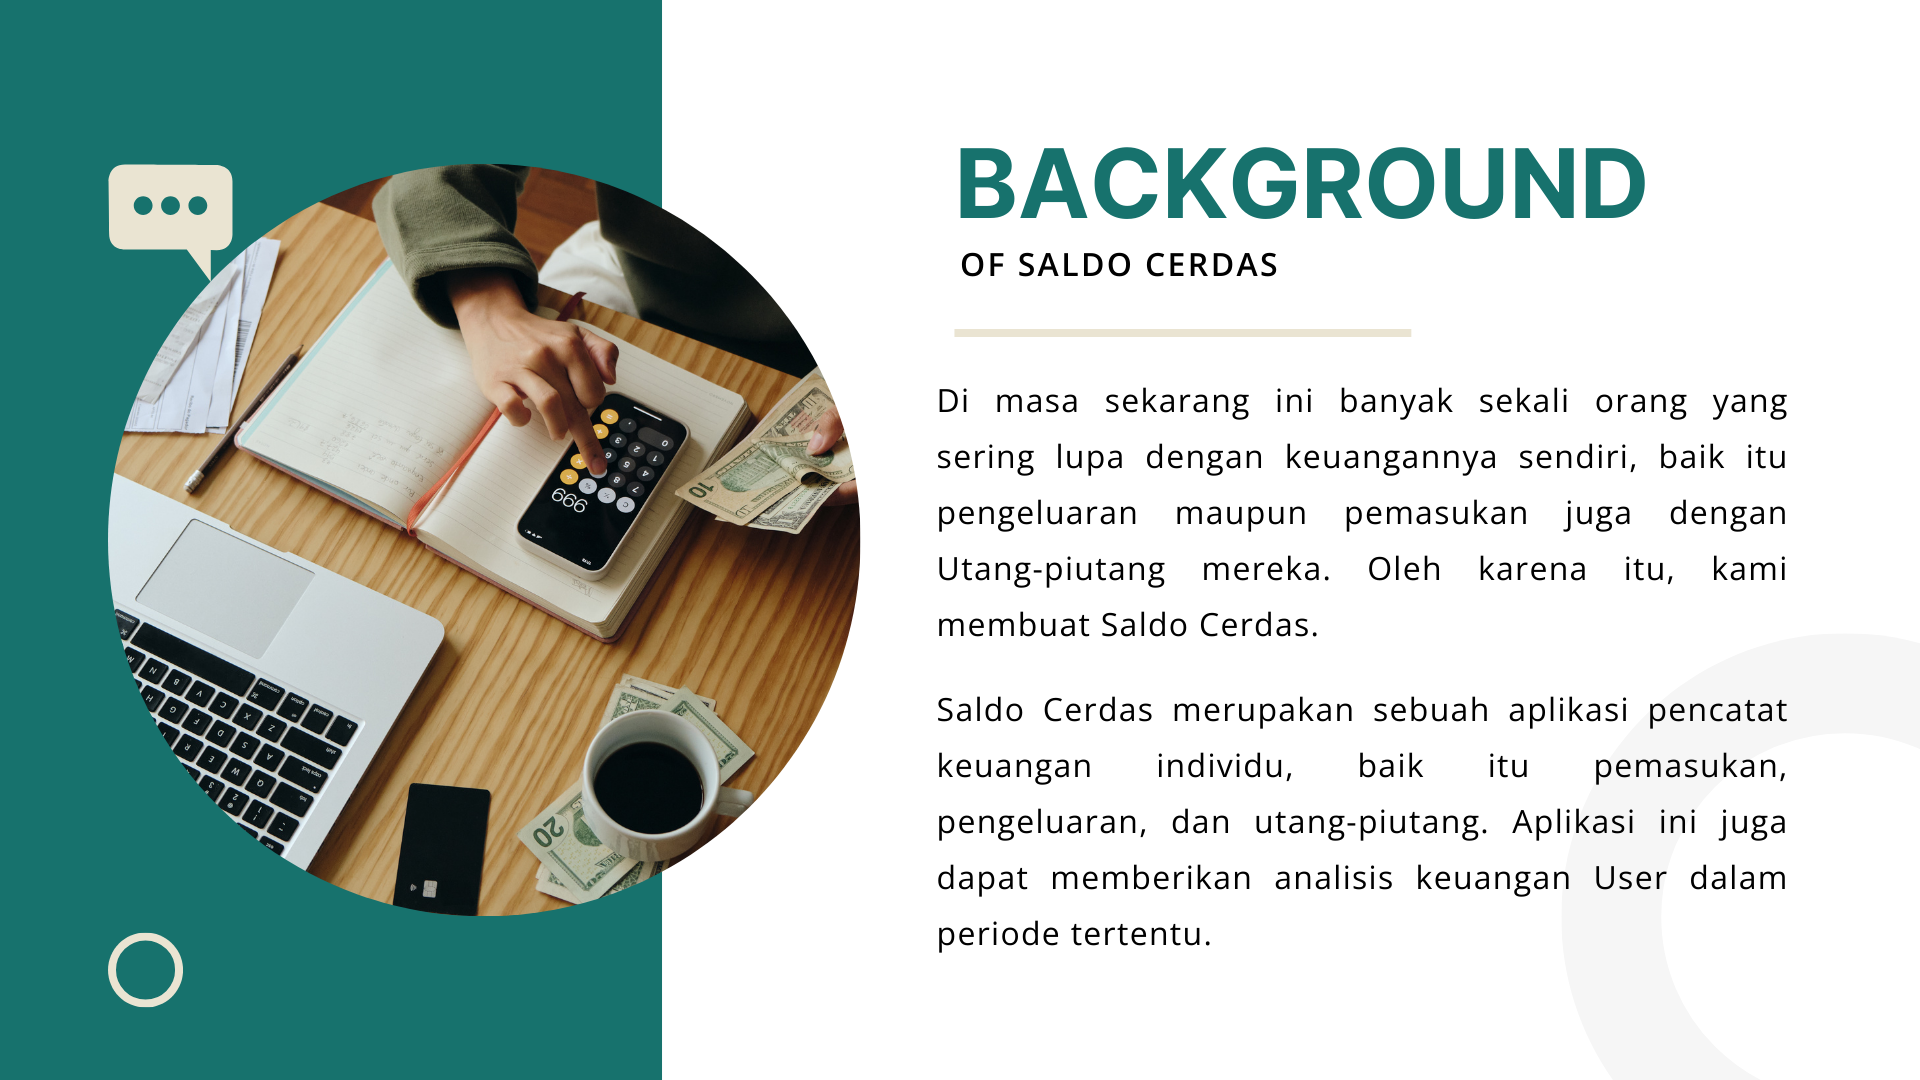 BACKGROUND
OF SALDO CERDAS
Di masa sekarang ini banyak sekali orang yang
sering lupa dengan keuangannya sendiri, baik itu
pengeluaran maupun pemasukan juga dengan
Utang-piutang mereka. Oleh karena itu, kami
membuat Saldo Cerdas.
Saldo Cerdas merupakan sebuah aplikasi pencatat
keuangan individu, baik itu pemasukan,
pengeluaran, dan utang-piutang. Aplikasi ini juga
dapat memberikan analisis keuangan User dalam
periode tertentu.
666
10
20